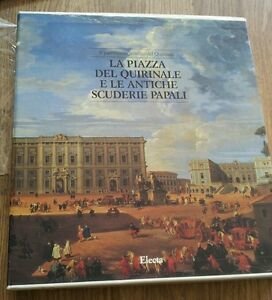 LA PIAZZA
DEL QUIRINALE
E LE ANTICHE
SCUDERIE PAPALI
Electa